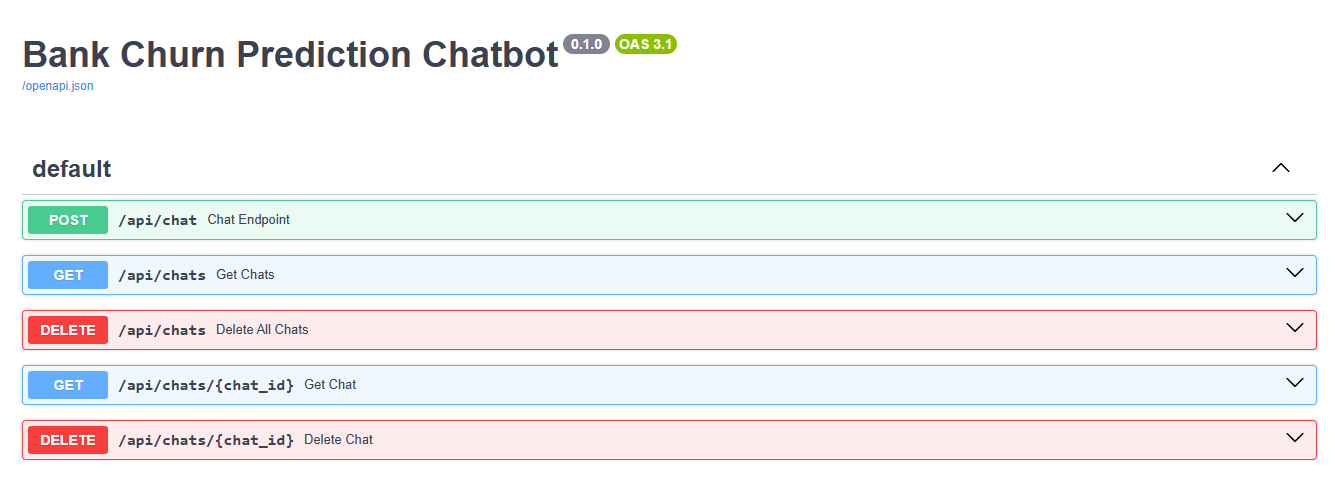 Bank Churn Prediction Chatbot 0.1.0 OAS 3.1
/openapi.json
default
POST /api/chat Chat Endpoint
GET /api/chats Get Chats
DELETE /api/chats Delete All Chats
GET /api/chats/{chat_id} Get Chat
DELETE /api/chats/{chat_id} Delete Chat